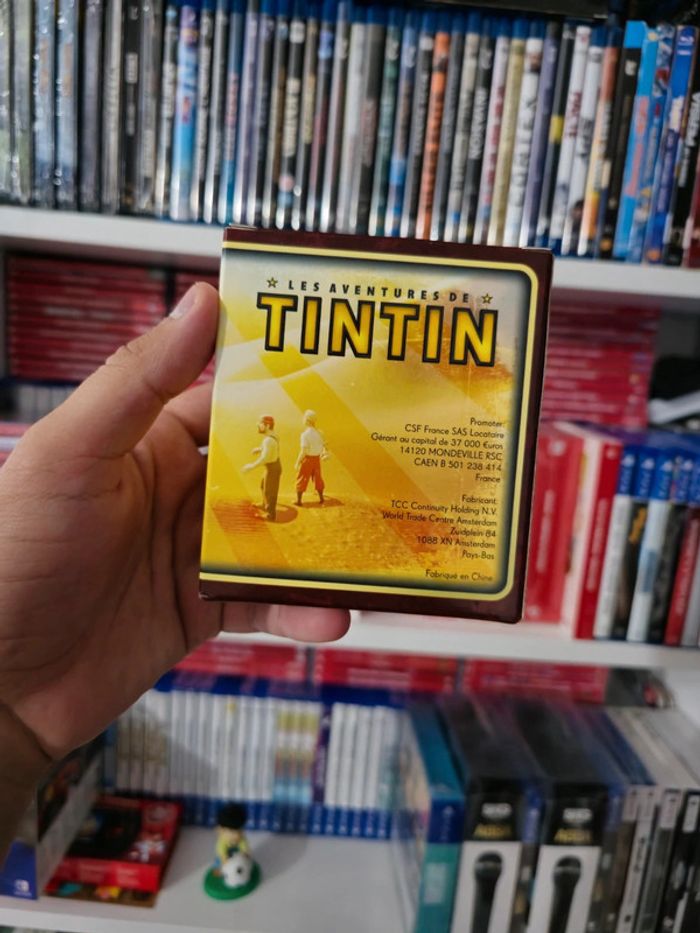 LES AVENTURES DE
TINTIN
Promoter:
CSF France SAS Locataire
Gérant au capital de 37 000 €uros
14120 MONDEVILLE RSC
CAEN B 501 238 414
France
Fabricant:
TCC Continuity Holding N.V.
World Trade Centre Amsterdam
Zuidplein 84
1088 XN Amsterdam
Pays-Bas
Fabriqué en Chine